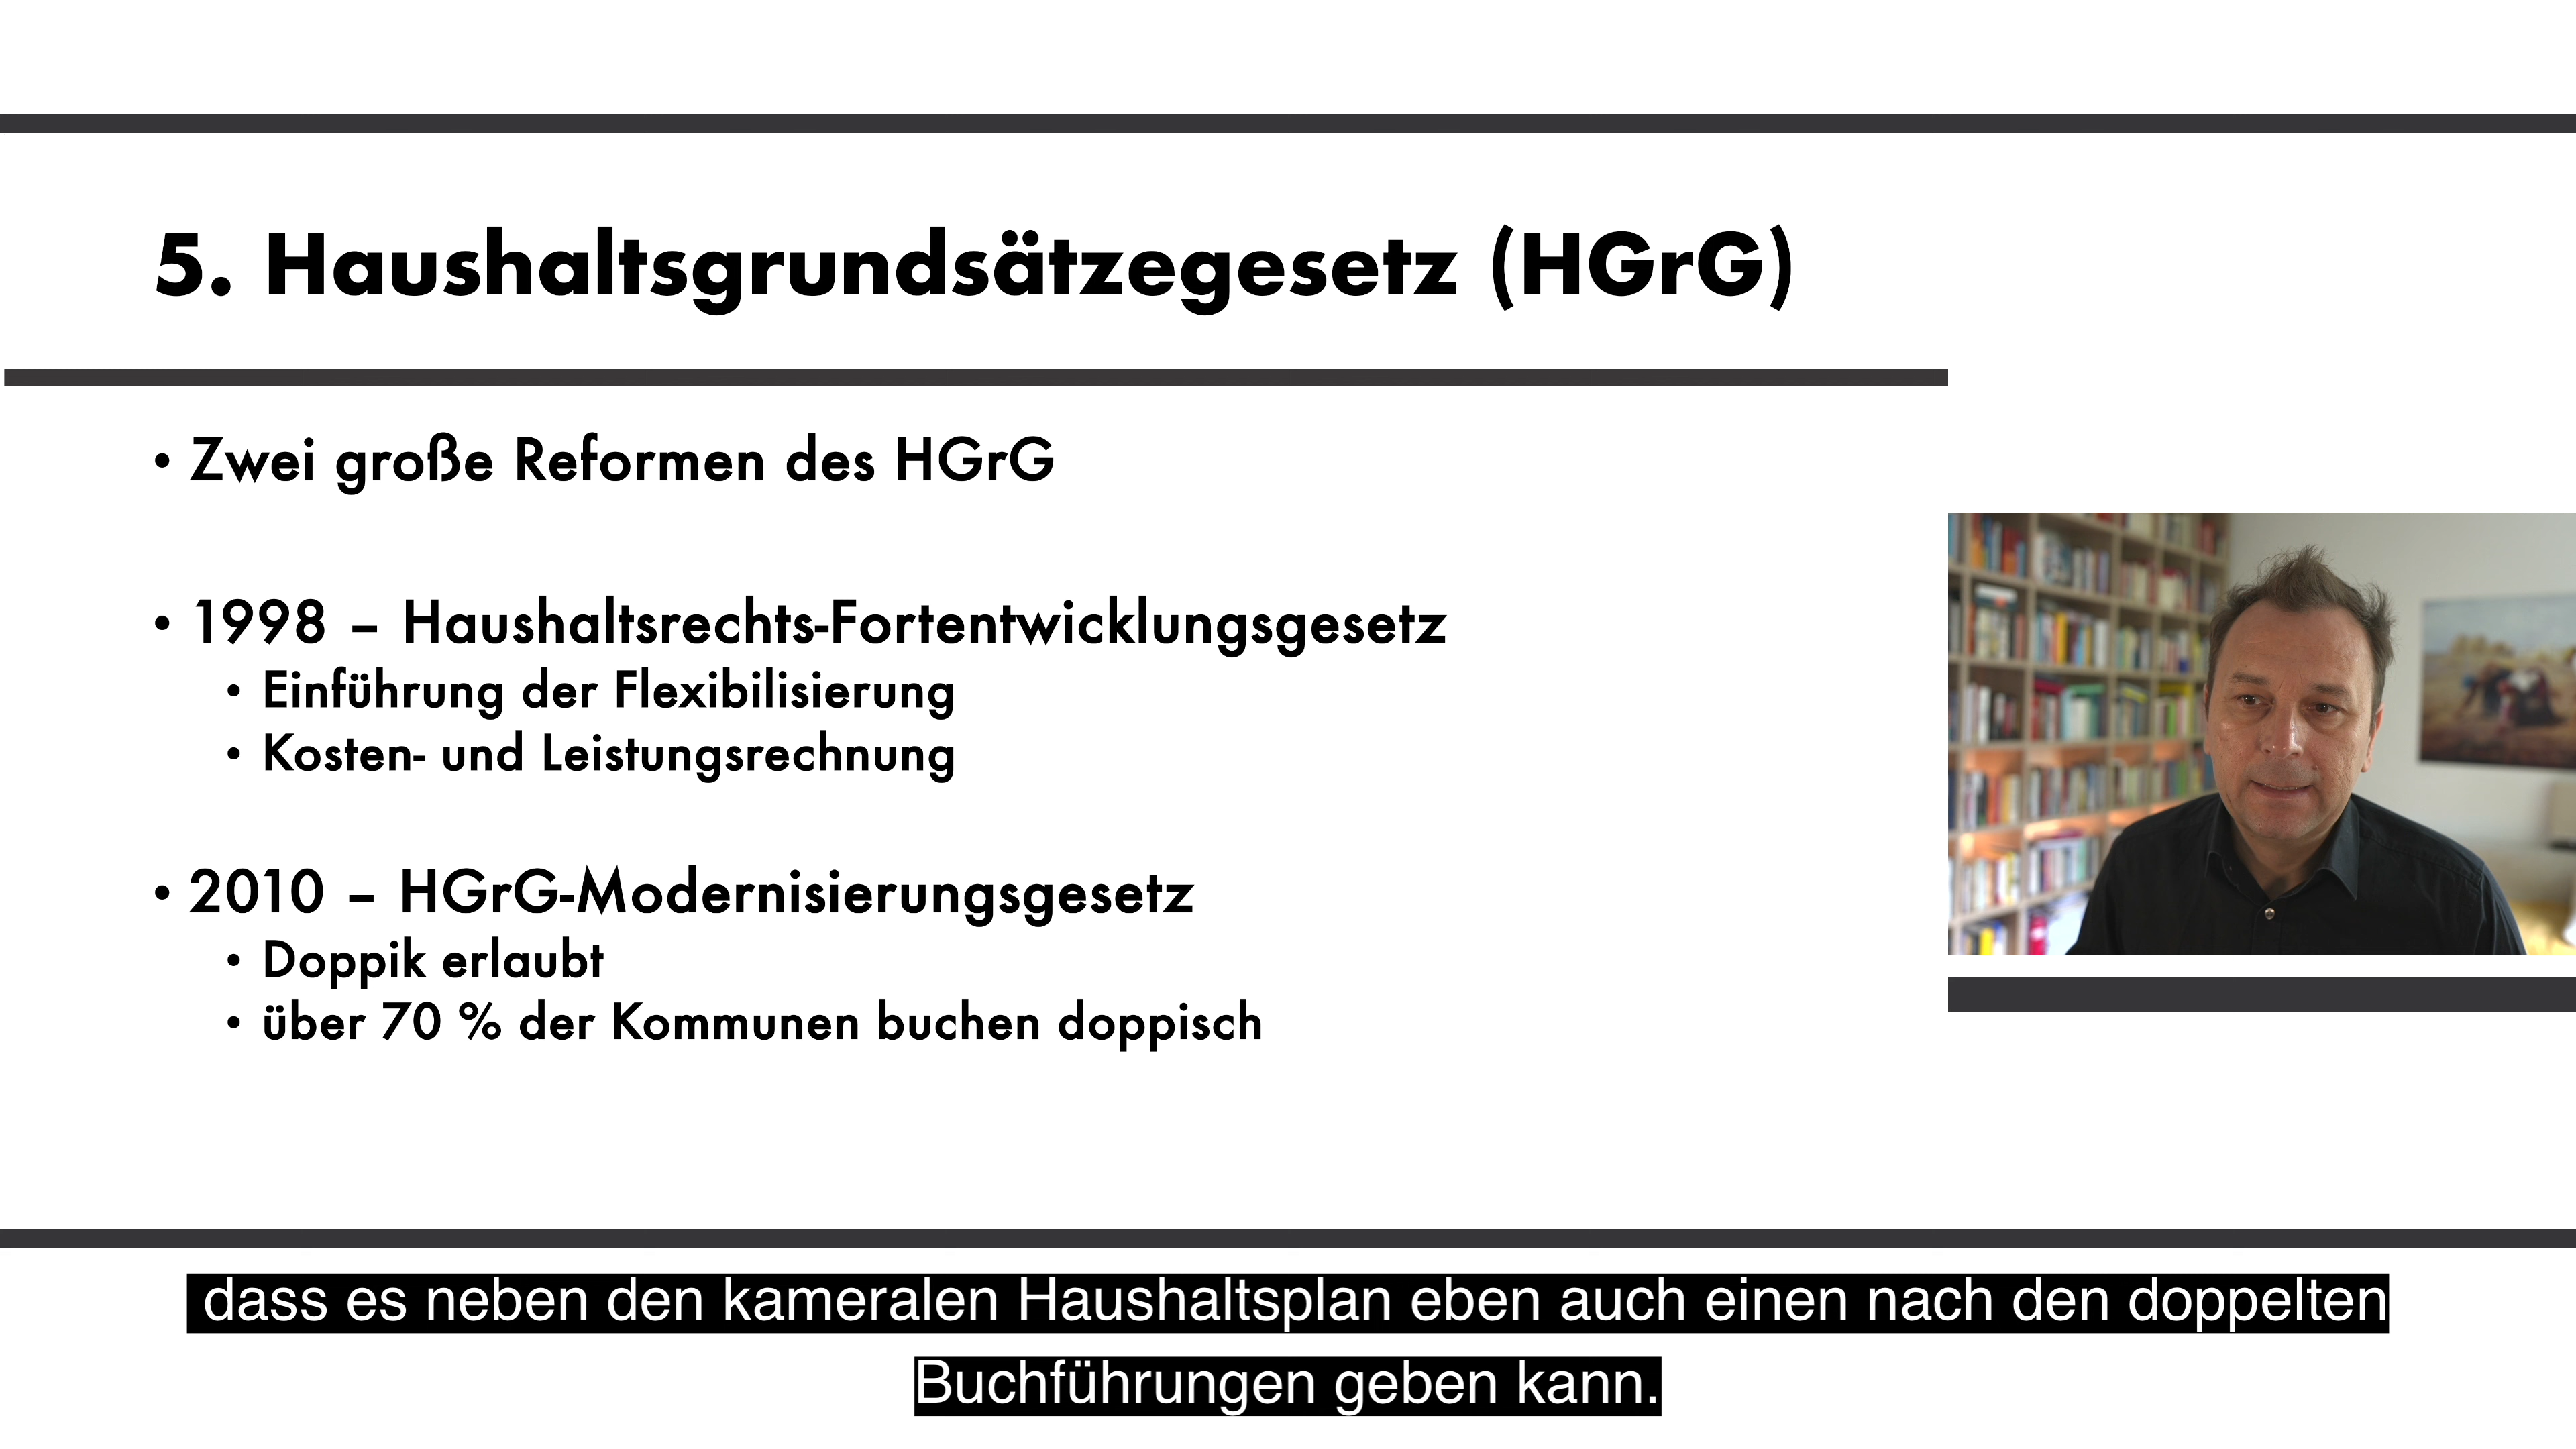 5. Haushaltsgrundsätzegesetz (HGrG)
• Zwei große Reformen des HGrG
• 1998 – Haushaltsrechts-Fortentwicklungsgesetz
• Einführung der Flexibilisierung
• Kosten- und Leistungsrechnung
• 2010 – HGrG-Modernisierungsgesetz
• Doppik erlaubt
• über 70 % der Kommunen buchen doppisch
dass es neben den kameralen Haushaltsplan eben auch einen nach den doppelten
Buchführungen geben kann.